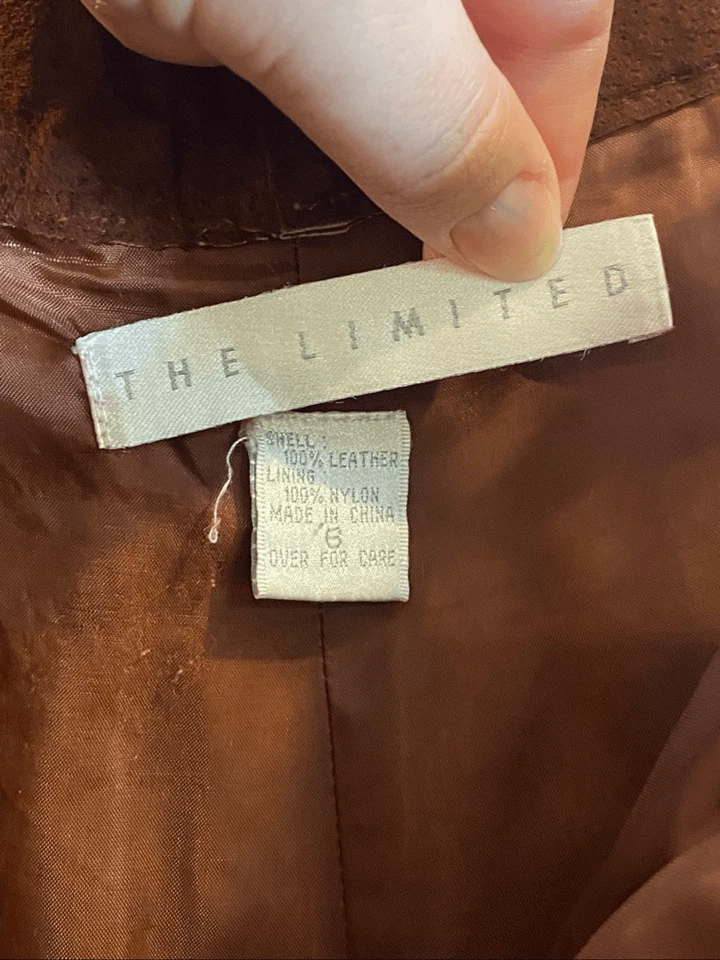 THE LIMITED
SHELL:
100% LEATHER
LINING:
100% NYLON
MADE IN CHINA
6
OVER FOR CARE